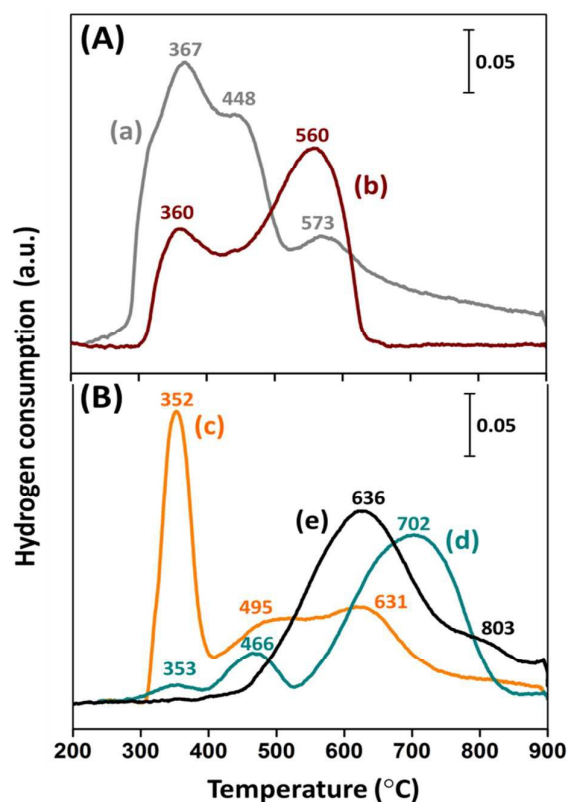 (A)
367
0.05
448
(a)
560
(b)
360
573
(B)
352
(c)
0.05
636
(e)
702
(d)
495
631
803
466
353
200 300 400 500 600 700 800 900
Temperature (°C)
Hydrogen consumption (a.u.)